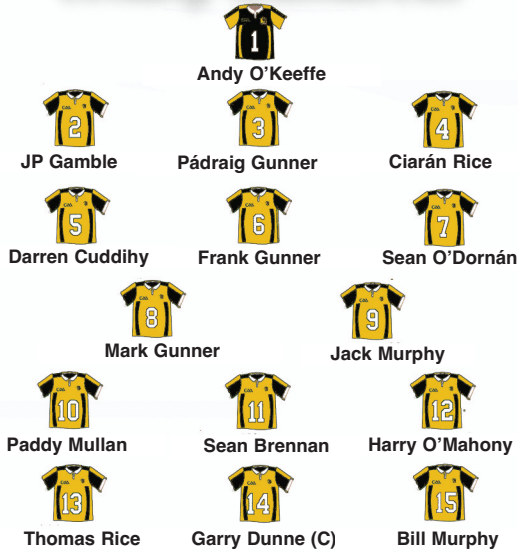 1
Andy O'Keeffe
2 3 4
JP Gamble Pádraig Gunner Ciarán Rice
5 6 7
Darren Cuddihy Frank Gunner Sean O'Dornán
8 9
Mark Gunner Jack Murphy
10 11 12
Paddy Mullan Sean Brennan Harry O'Mahony
13 14 15
Thomas Rice Garry Dunne (C) Bill Murphy